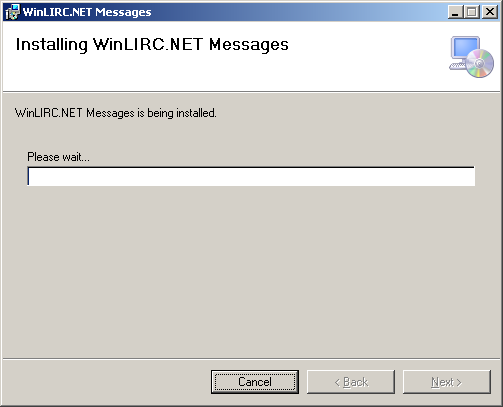 WinLIRC.NET Messages
Installing WinLIRC.NET Messages
WinLIRC.NET Messages is being installed.
Please wait...
Cancel
< Back
Next >